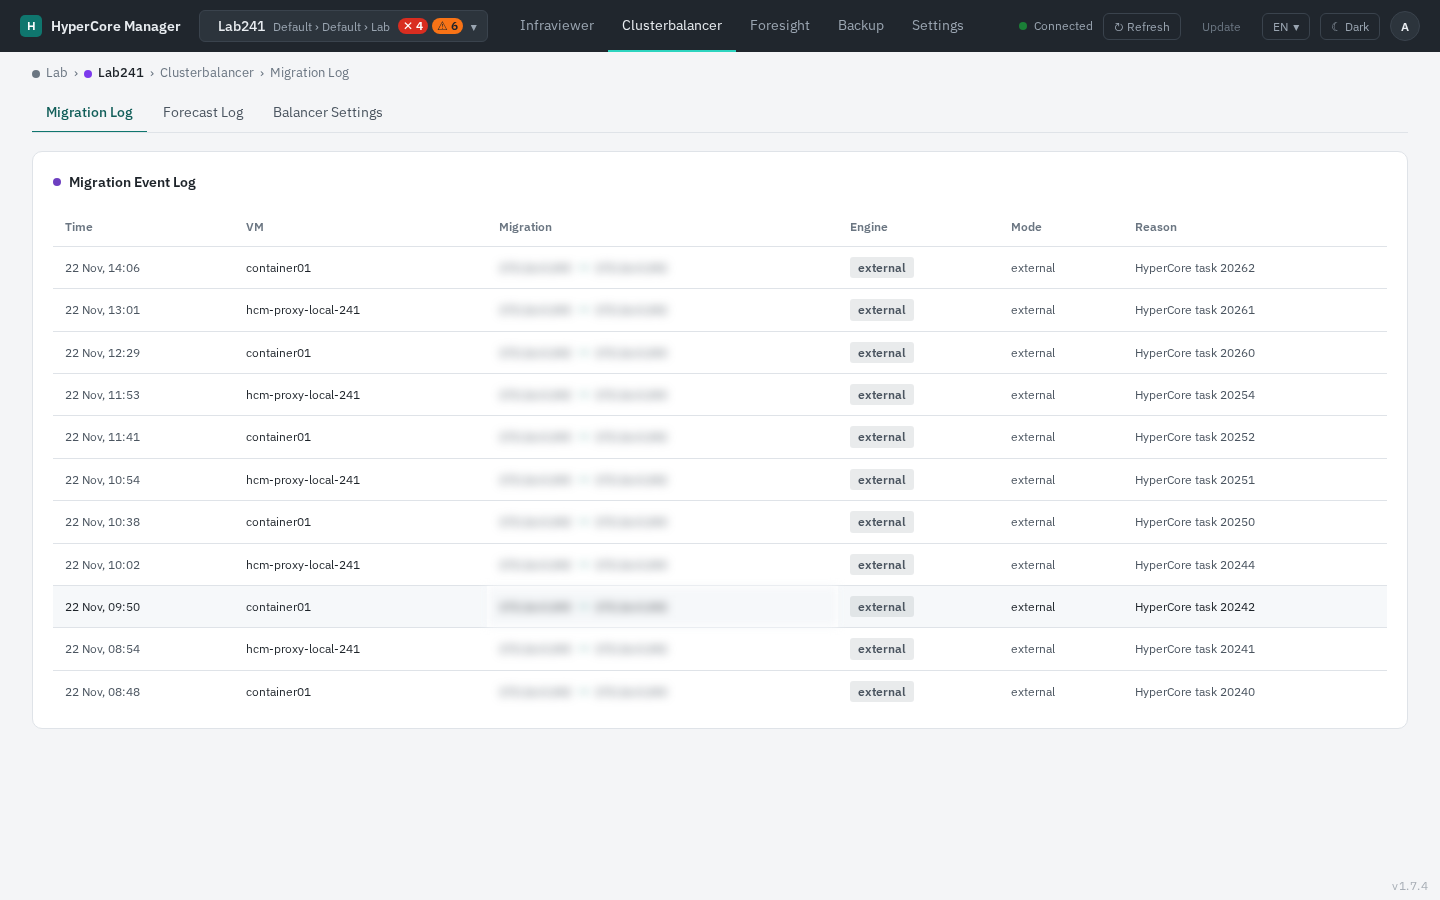 H HyperCore Manager Lab241 Default › Default › Lab ✕ 4 ⚠ 6 ▾ Infraviewer Clusterbalancer Foresight Backup Settings Connected ↻ Refresh Update EN ▾ ☾ Dark A
Lab › Lab241 › Clusterbalancer › Migration Log
Migration Log Forecast Log Balancer Settings
Migration Event Log
Time VM Migration Engine Mode Reason
22 Nov, 14:06 container01 external external HyperCore task 20262
22 Nov, 13:01 hcm-proxy-local-241 external external HyperCore task 20261
22 Nov, 12:29 container01 external external HyperCore task 20260
22 Nov, 11:53 hcm-proxy-local-241 external external HyperCore task 20254
22 Nov, 11:41 container01 external external HyperCore task 20252
22 Nov, 10:54 hcm-proxy-local-241 external external HyperCore task 20251
22 Nov, 10:38 container01 external external HyperCore task 20250
22 Nov, 10:02 hcm-proxy-local-241 external external HyperCore task 20244
22 Nov, 09:50 container01 external external HyperCore task 20242
22 Nov, 08:54 hcm-proxy-local-241 external external HyperCore task 20241
22 Nov, 08:48 container01 external external HyperCore task 20240
v1.7.4